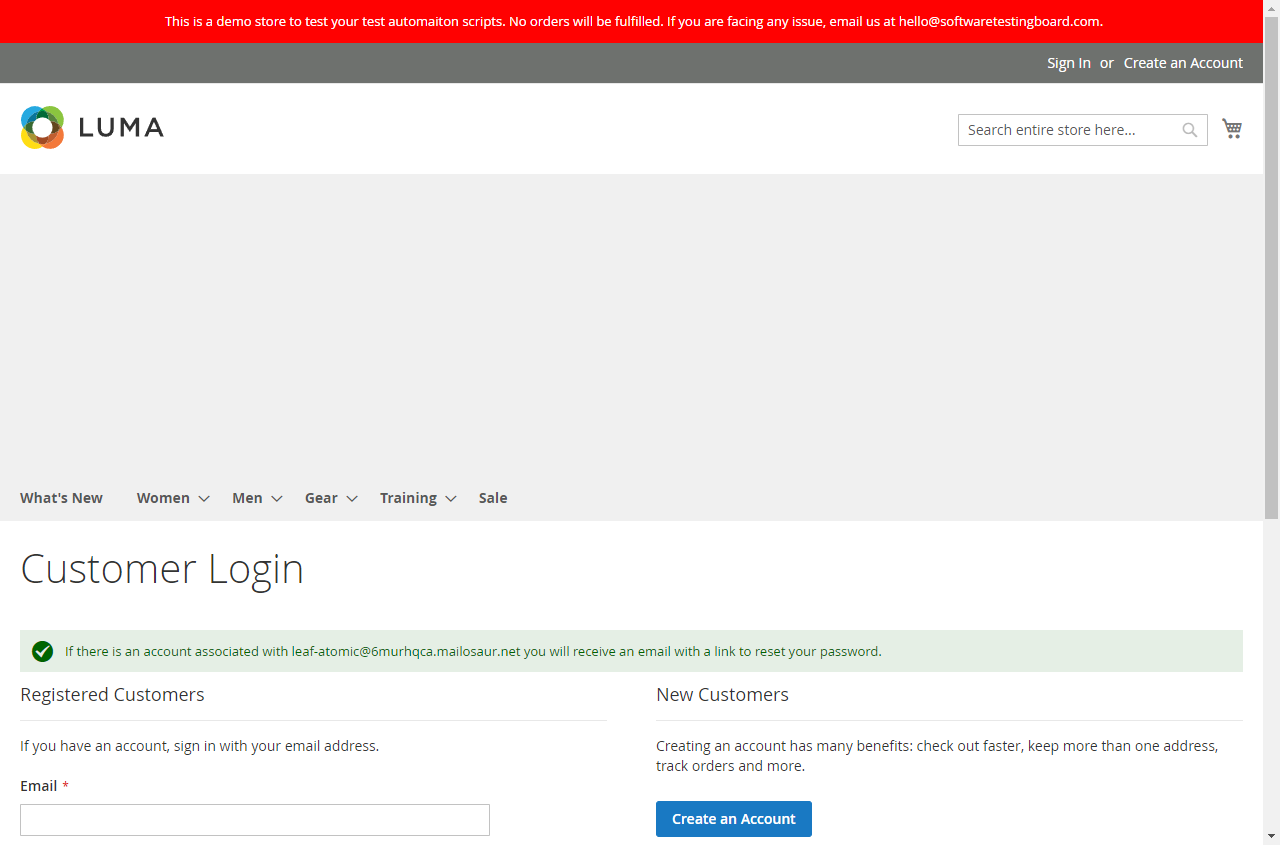 This is a demo store to test your test automaiton scripts. No orders will be fulfilled. If you are facing any issue, email us at hello@softwaretestingboard.com.
Sign In or Create an Account
LUMA
Search entire store here...
What's New Women Men Gear Training Sale
Customer Login
If there is an account associated with leaf-atomic@6murhqca.mailosaur.net you will receive an email with a link to reset your password.
Registered Customers
If you have an account, sign in with your email address.
Email *
New Customers
Creating an account has many benefits: check out faster, keep more than one address,
track orders and more.
Create an Account